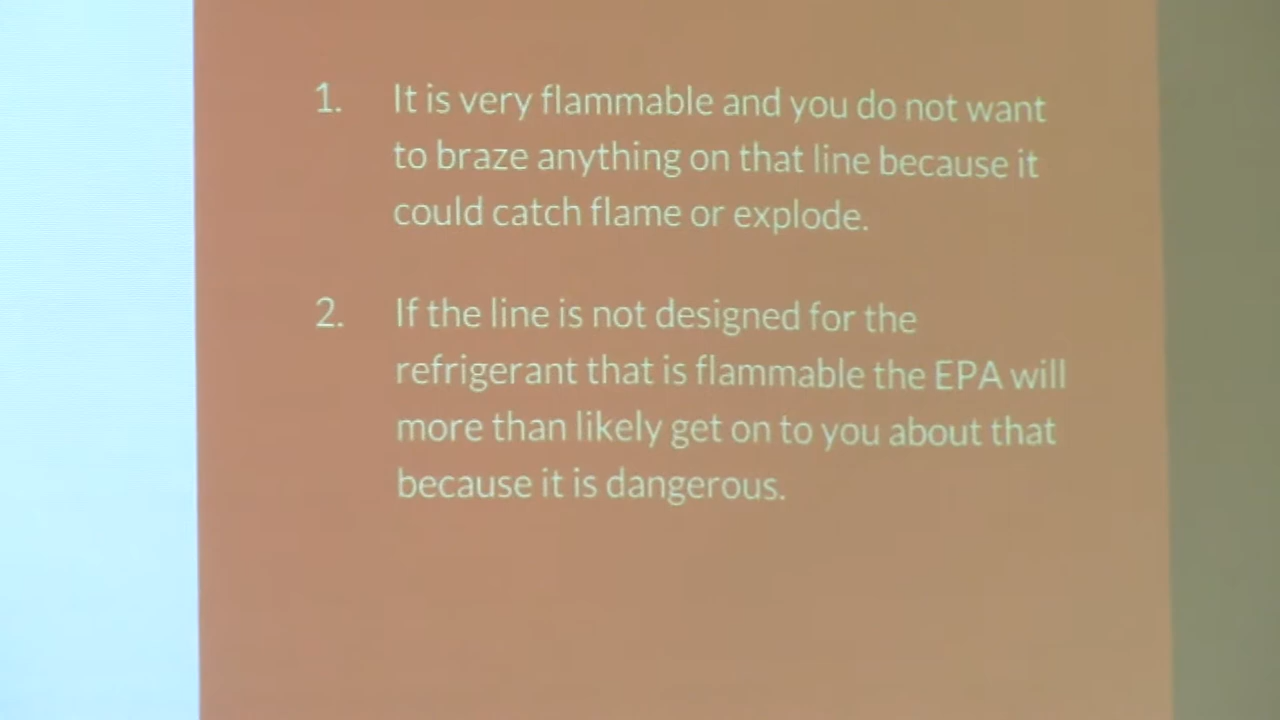 1. It is very flammable and you do not want
to braze anything on that line because it
could catch flame or explode.
2. If the line is not designed for the
refrigerant that is flammable the EPA will
more than likely get on to you about that
because it is dangerous.